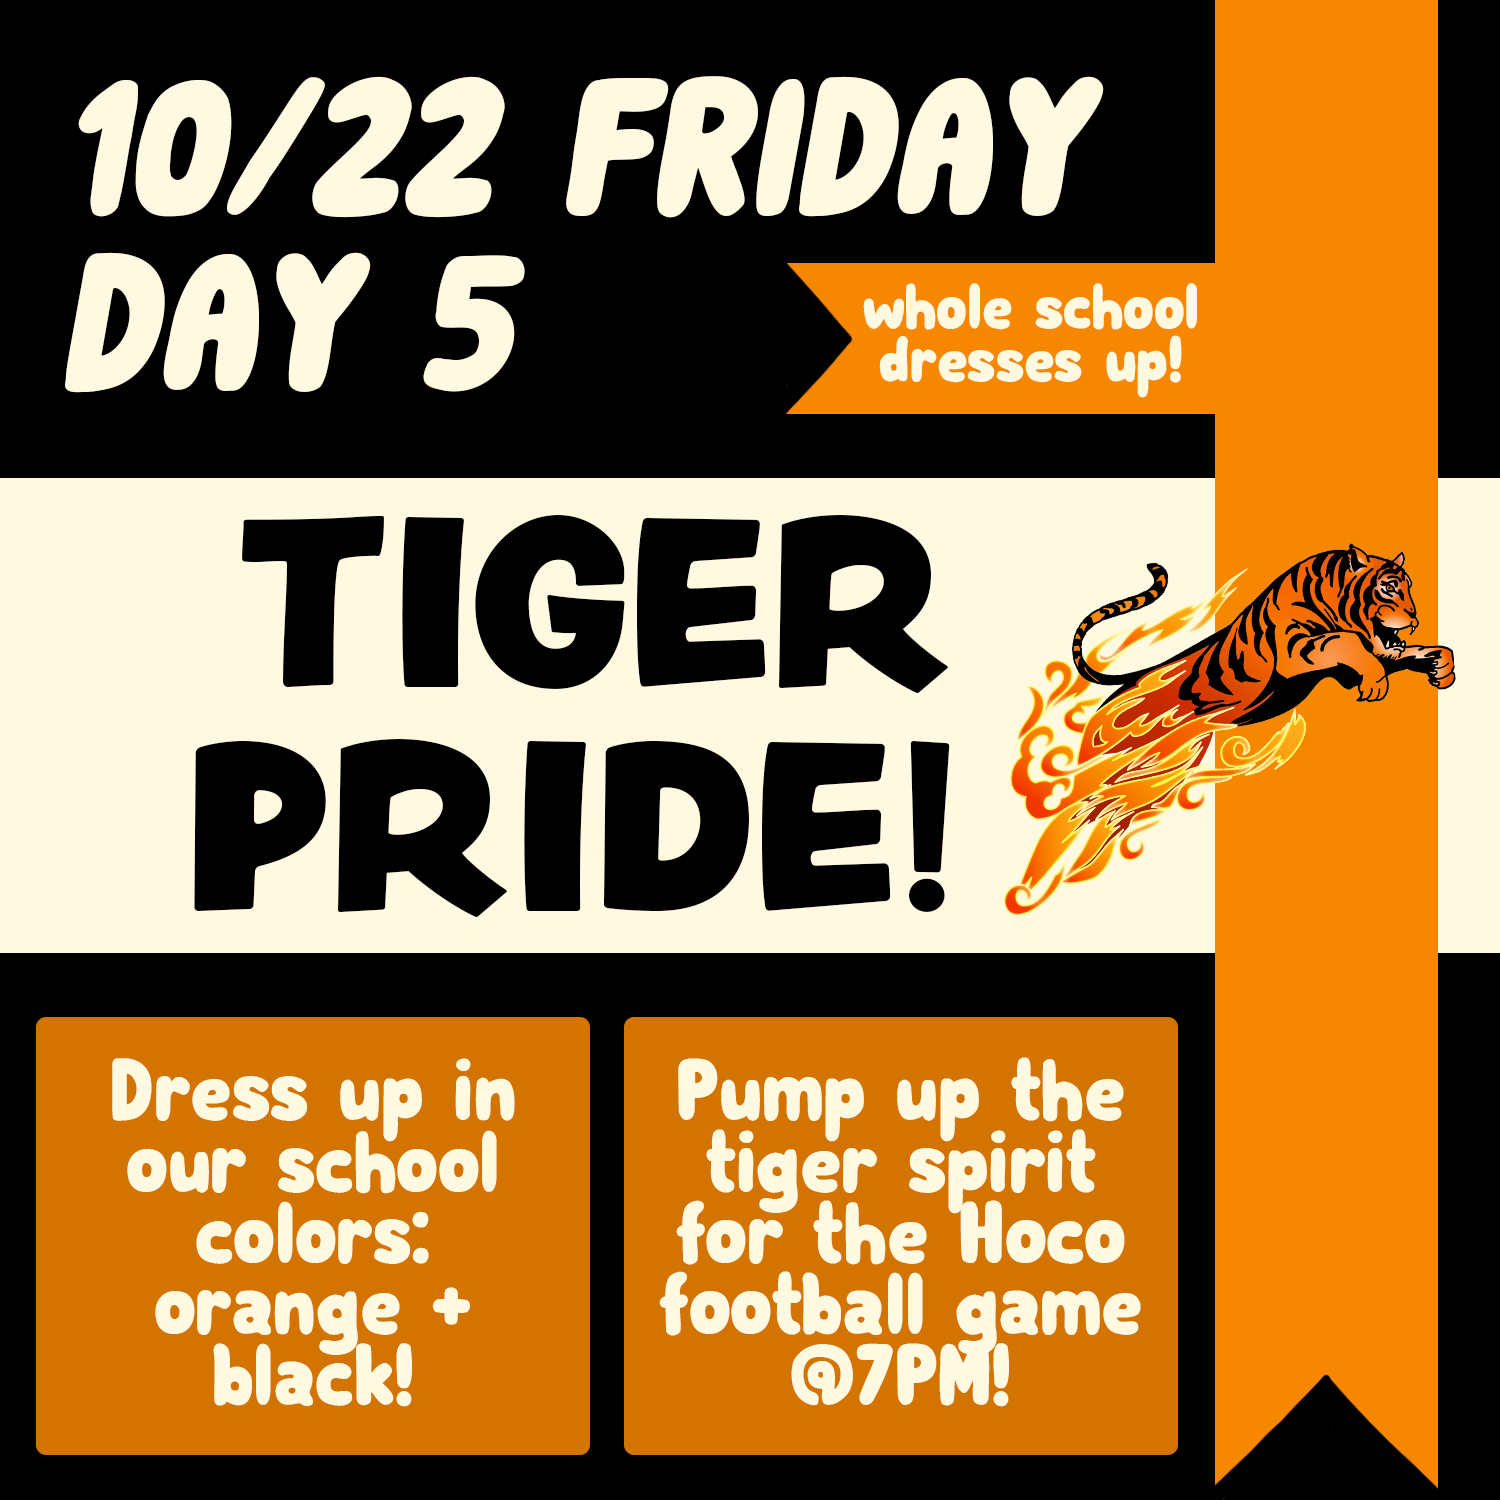 10/22 FRIDAY
DAY 5
whole school
dresses up!
TIGER
PRIDE!
Dress up in
our school
colors:
orange +
black!
Pump up the
tiger spirit
for the Hoco
football game
@7PM!